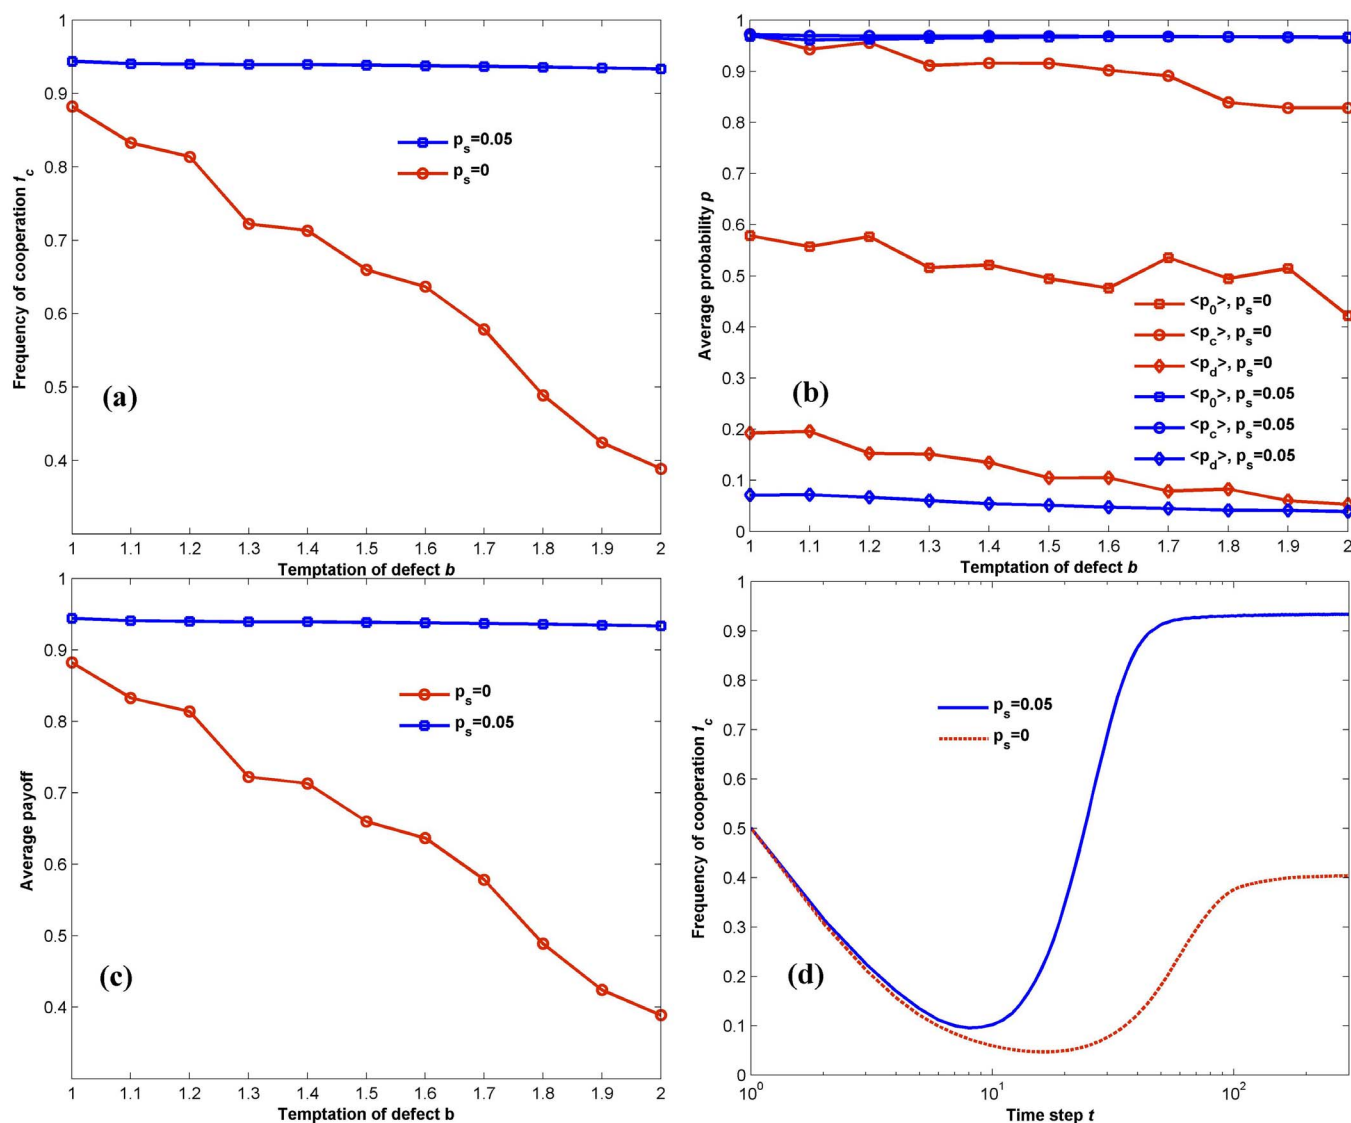 1
0.9
0.8
0.7
0.6
0.5
0.4
Frequency of cooperation f_c
p_s=0.05
p_s=0
(a)
1 1.1 1.2 1.3 1.4 1.5 1.6 1.7 1.8 1.9 2
Temptation of defect b
1
0.9
0.8
0.7
0.6
0.5
0.4
0.3
0.2
0.1
0
Average probability p
<p_0>, p_s=0
<p_c>, p_s=0
<p_d>, p_s=0
<p_0>, p_s=0.05
<p_c>, p_s=0.05
<p_d>, p_s=0.05
(b)
1 1.1 1.2 1.3 1.4 1.5 1.6 1.7 1.8 1.9 2
Temptation of defect b
1
0.9
0.8
0.7
0.6
0.5
0.4
Average payoff
p_s=0
p_s=0.05
(c)
1 1.1 1.2 1.3 1.4 1.5 1.6 1.7 1.8 1.9 2
Temptation of defect b
1
0.9
0.8
0.7
0.6
0.5
0.4
0.3
0.2
0.1
0
Frequency of cooperation f_c
p_s=0.05
p_s=0
(d)
10^0 10^1 10^2
Time step t